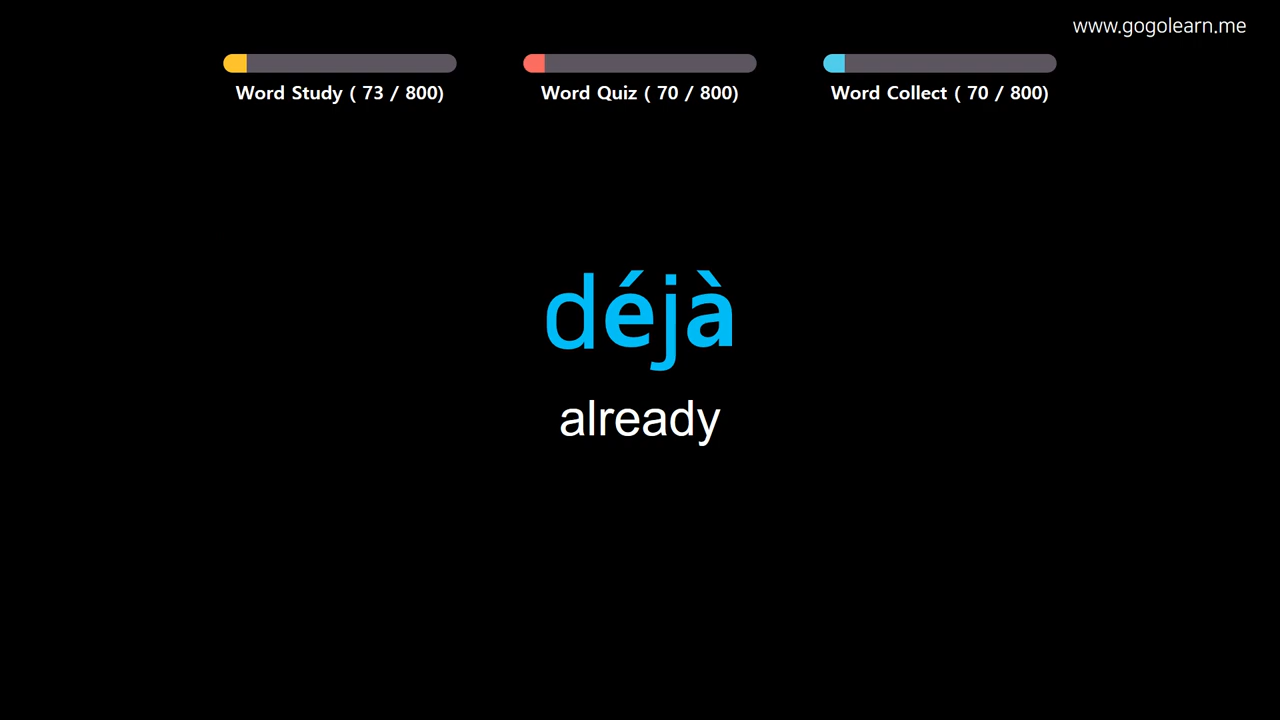 www.gogolearn.me
Word Study ( 73 / 800)
Word Quiz ( 70 / 800)
Word Collect ( 70 / 800)
déjà
already